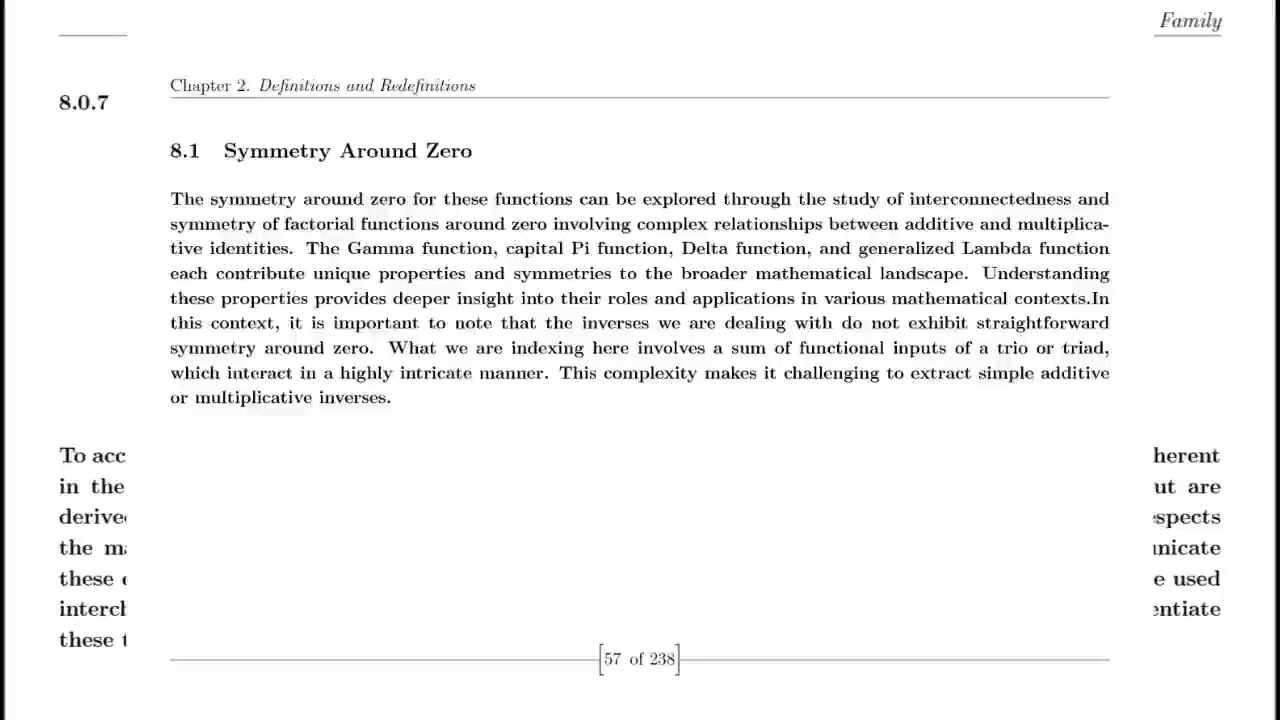 Family
Chapter 2. Definitions and Redefinitions
8.0.7
8.1 Symmetry Around Zero
The symmetry around zero for these functions can be explored through the study of interconnectedness and
symmetry of factorial functions around zero involving complex relationships between additive and multiplica-
tive identities. The Gamma function, capital Pi function, Delta function, and generalized Lambda function
each contribute unique properties and symmetries to the broader mathematical landscape. Understanding
these properties provides deeper insight into their roles and applications in various mathematical contexts.In
this context, it is important to note that the inverses we are dealing with do not exhibit straightforward
symmetry around zero. What we are indexing here involves a sum of functional inputs of a trio or triad,
which interact in a highly intricate manner. This complexity makes it challenging to extract simple additive
or multiplicative inverses.
To acc herent
in the ut are
derive spects
the m nicate
these e used
interch entiate
these t
[57 of 238]